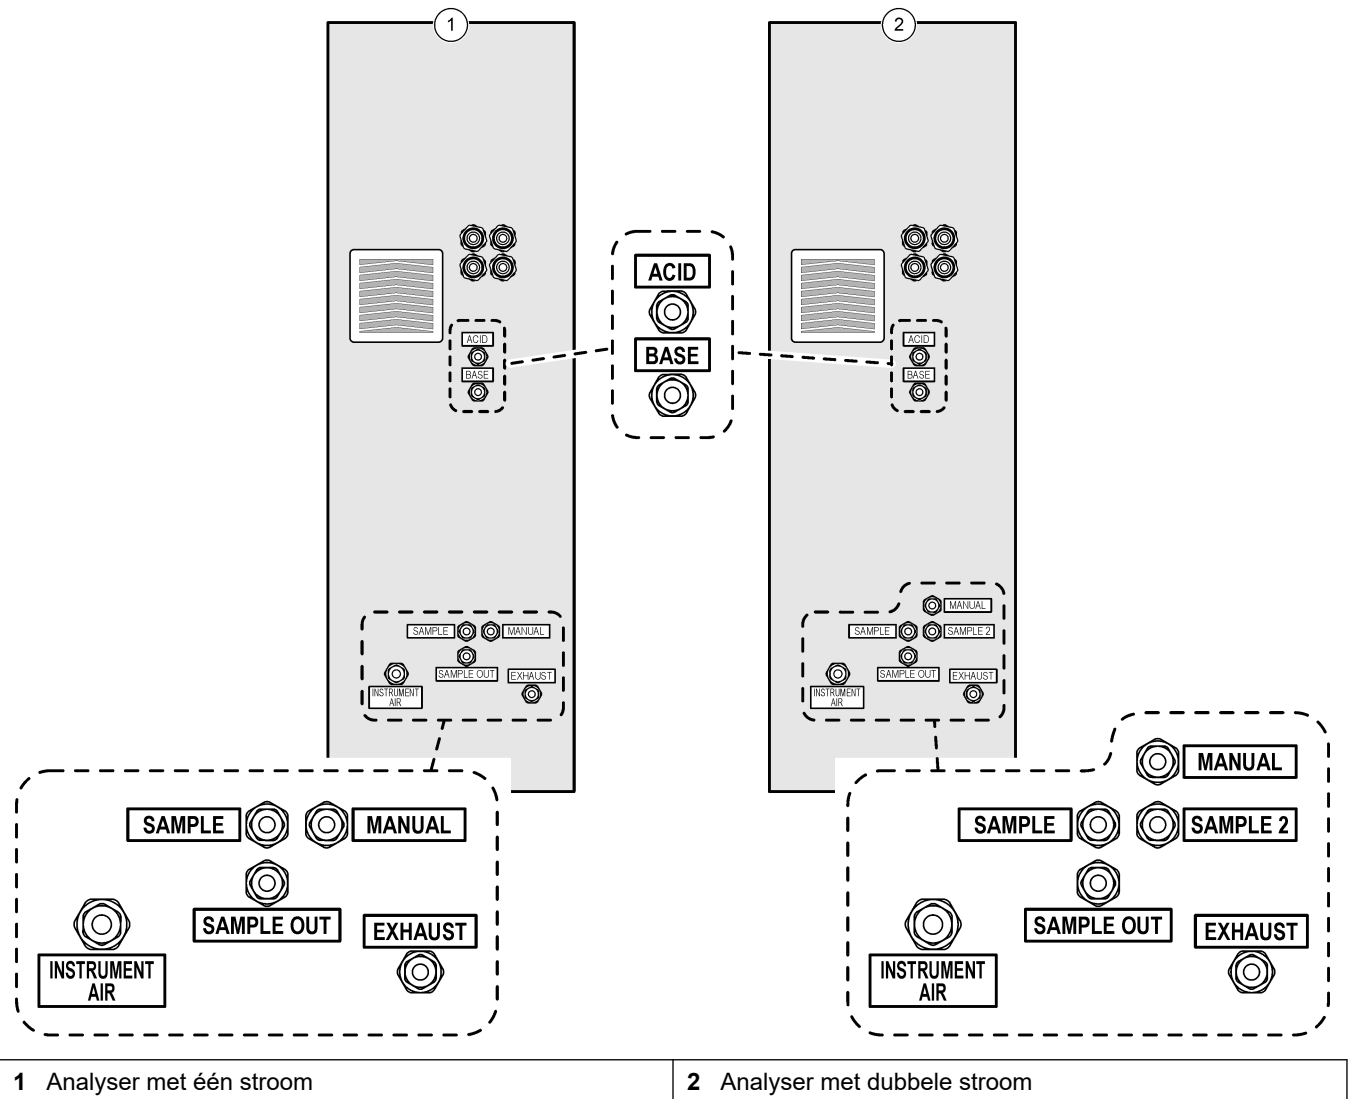 1
2
ACID
BASE
ACID
BASE
ACID
BASE
SAMPLE
MANUAL
SAMPLE OUT
EXHAUST
INSTRUMENT
AIR
MANUAL
SAMPLE
SAMPLE 2
SAMPLE OUT
EXHAUST
INSTRUMENT
AIR
SAMPLE
MANUAL
SAMPLE OUT
EXHAUST
INSTRUMENT
AIR
MANUAL
SAMPLE
SAMPLE 2
SAMPLE OUT
EXHAUST
INSTRUMENT
AIR
1 Analyser met één stroom
2 Analyser met dubbele stroom